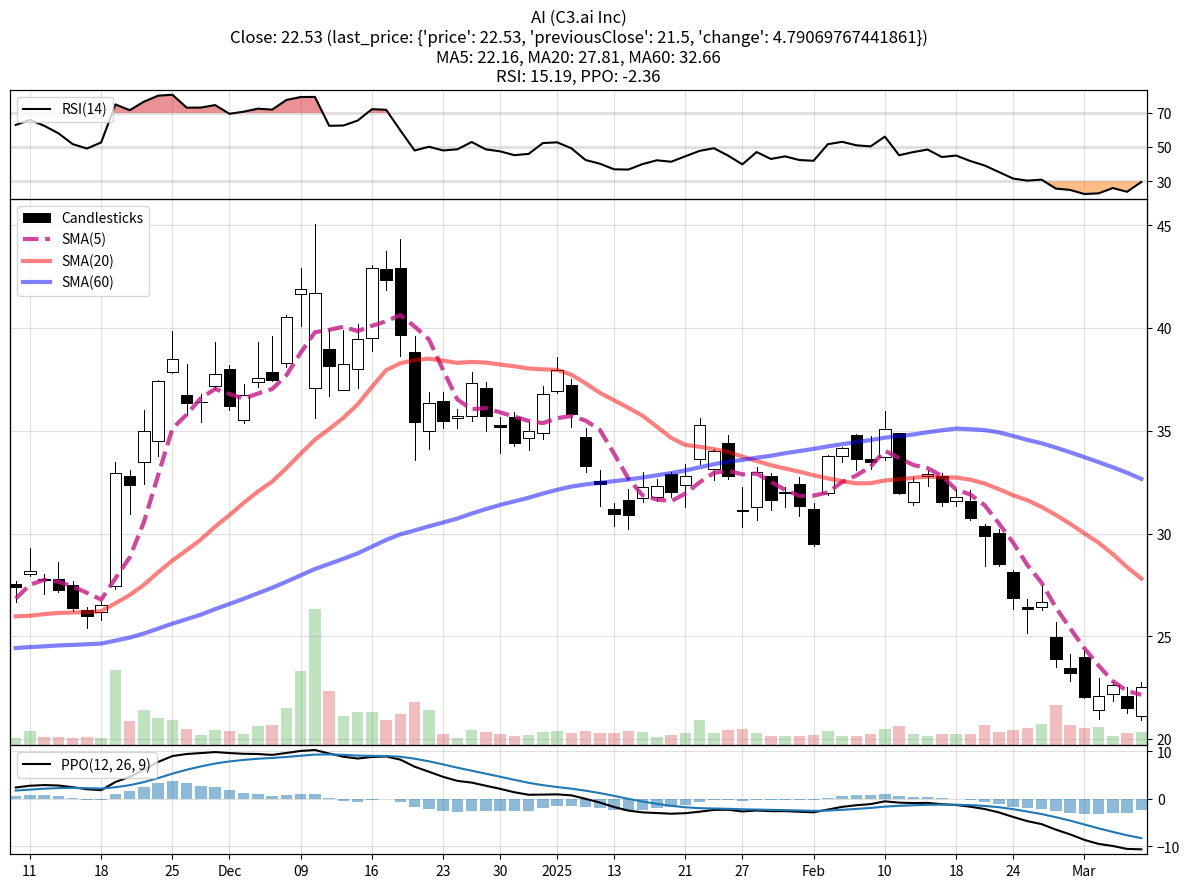 AI (C3.ai Inc)
Close: 22.53 (last_price: {'price': 22.53, 'previousClose': 21.5, 'change': 4.79069767441861})
MA5: 22.16, MA20: 27.81, MA60: 32.66
RSI: 15.19, PPO: -2.36
RSI(14)
70
50
30
Candlesticks
SMA(5)
SMA(20)
SMA(60)
45
40
35
30
25
20
PPO(12, 26, 9)
10
0
−10
11 18 25 Dec 09 16 23 30 2025 13 21 27 Feb 10 18 24 Mar